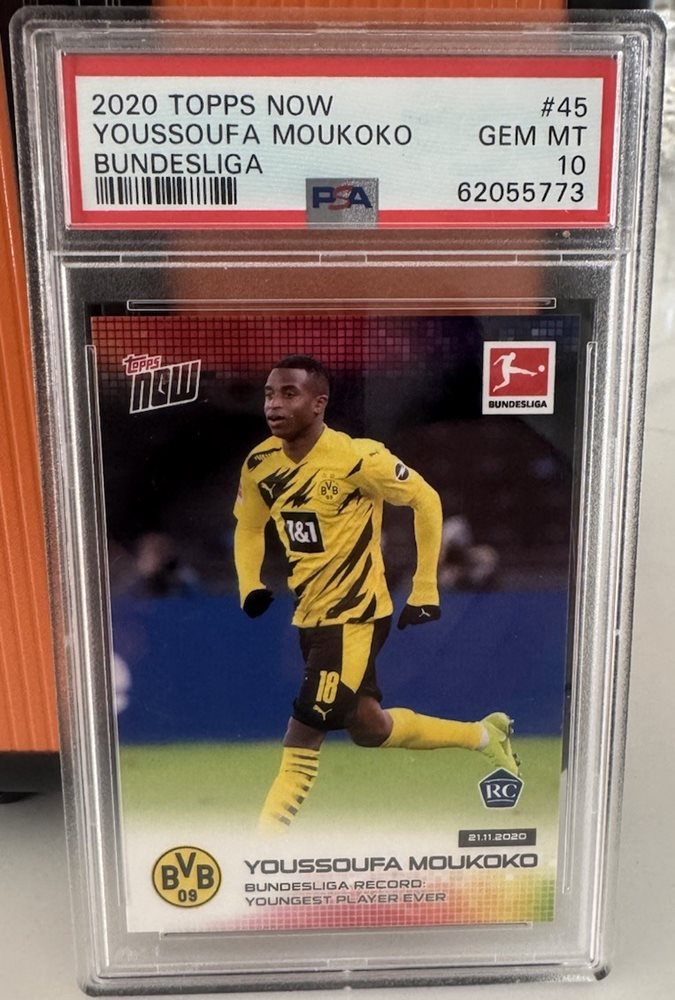 2020 TOPPS NOW #45
YOUSSOUFA MOUKOKO GEM MT
BUNDESLIGA 10
PSA 62055773
Topps NOW
BUNDESLIGA
BVB 09
1&1
18
RC
21.11.2020
BVB 09
YOUSSOUFA MOUKOKO
BUNDESLIGA RECORD:
YOUNGEST PLAYER EVER